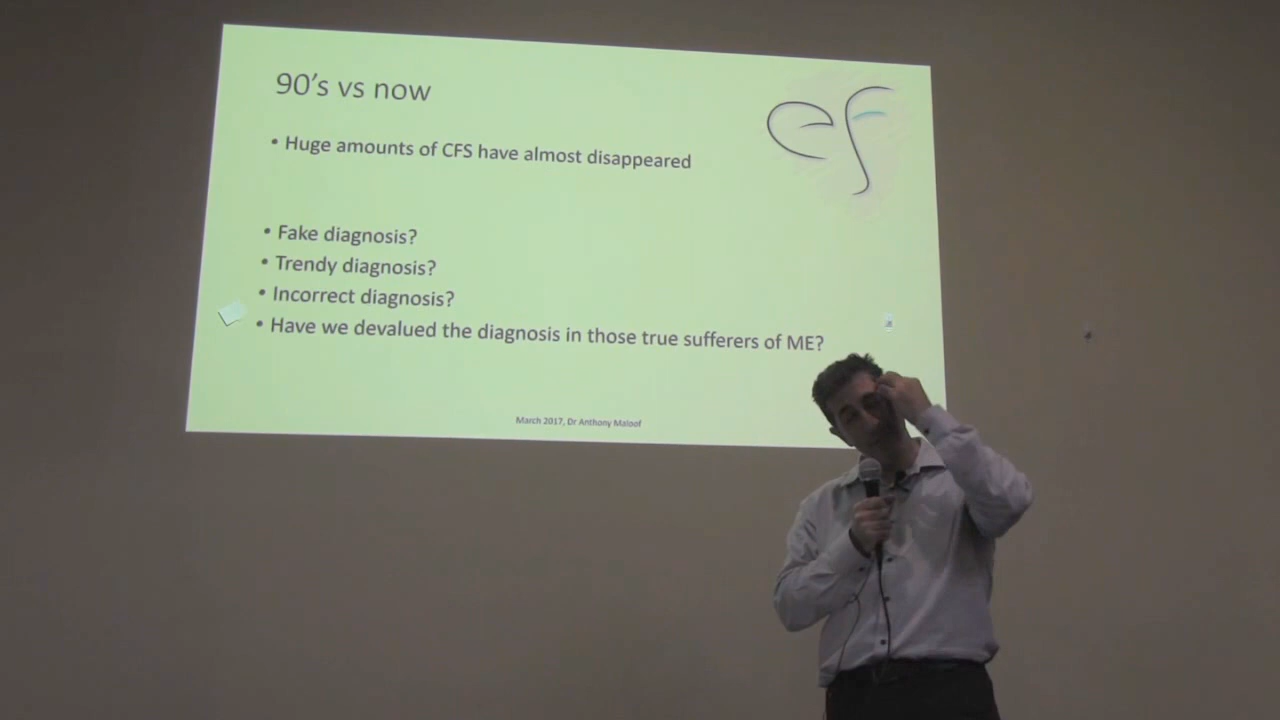 90's vs now
ef
• Huge amounts of CFS have almost disappeared
• Fake diagnosis?
• Trendy diagnosis?
• Incorrect diagnosis?
• Have we devalued the diagnosis in those true sufferers of ME?
March 2017, Dr Anthony Maloof